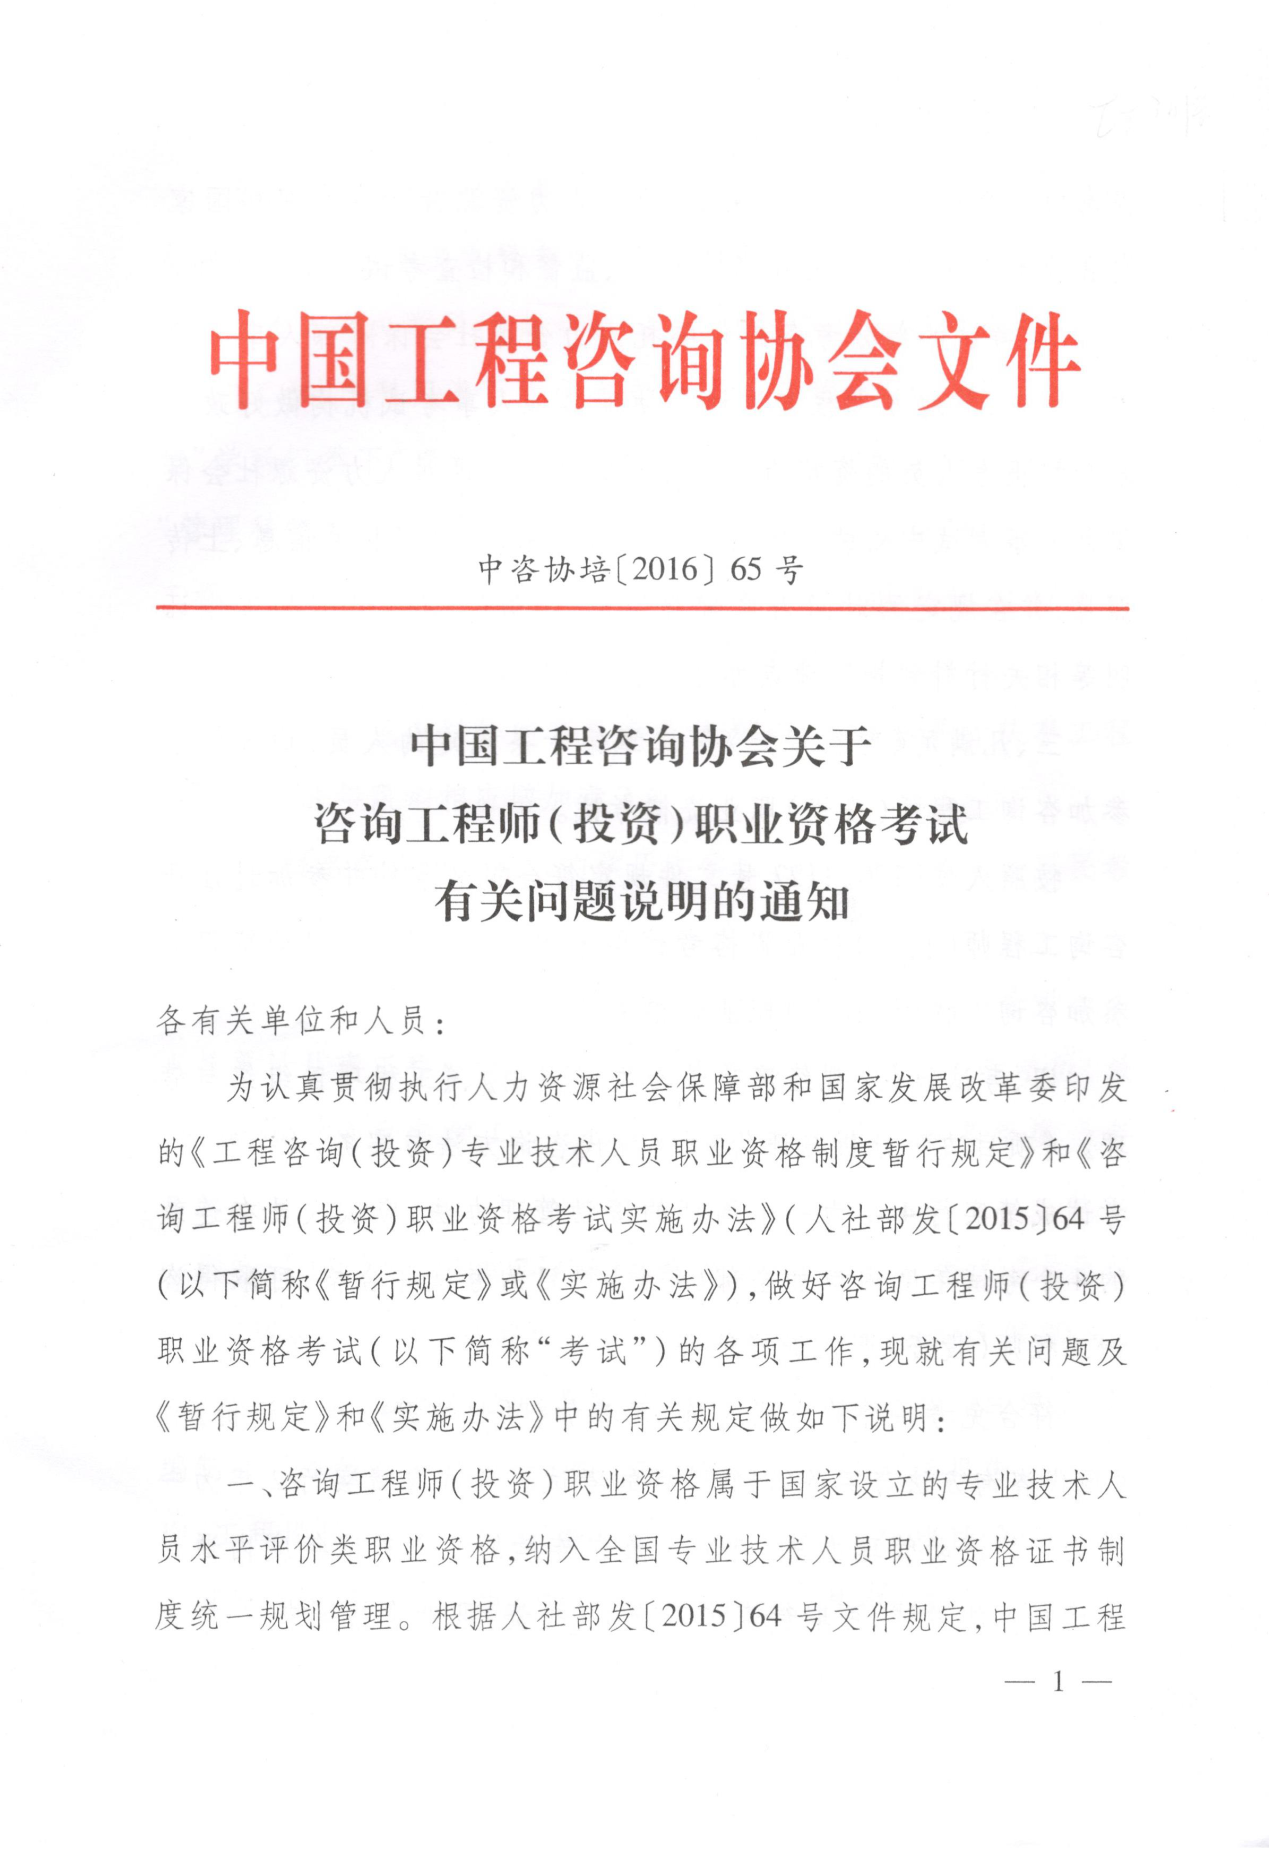 中国工程咨询协会文件
中咨协培〔2016〕65 号
中国工程咨询协会关于
咨询工程师(投资)职业资格考试
有关问题说明的通知
各有关单位和人员:
为认真贯彻执行人力资源社会保障部和国家发展改革委印发
的《工程咨询(投资)专业技术人员职业资格制度暂行规定》和《咨
询工程师(投资)职业资格考试实施办法》(人社部发〔2015〕64 号
(以下简称《暂行规定》或《实施办法》),做好咨询工程师(投资)
职业资格考试(以下简称“考试”)的各项工作,现就有关问题及
《暂行规定》和《实施办法》中的有关规定做如下说明:
一、咨询工程师(投资)职业资格属于国家设立的专业技术人
员水平评价类职业资格,纳入全国专业技术人员职业资格证书制
度统一规划管理。根据人社部发〔2015〕64 号文件规定,中国工程
— 1 —